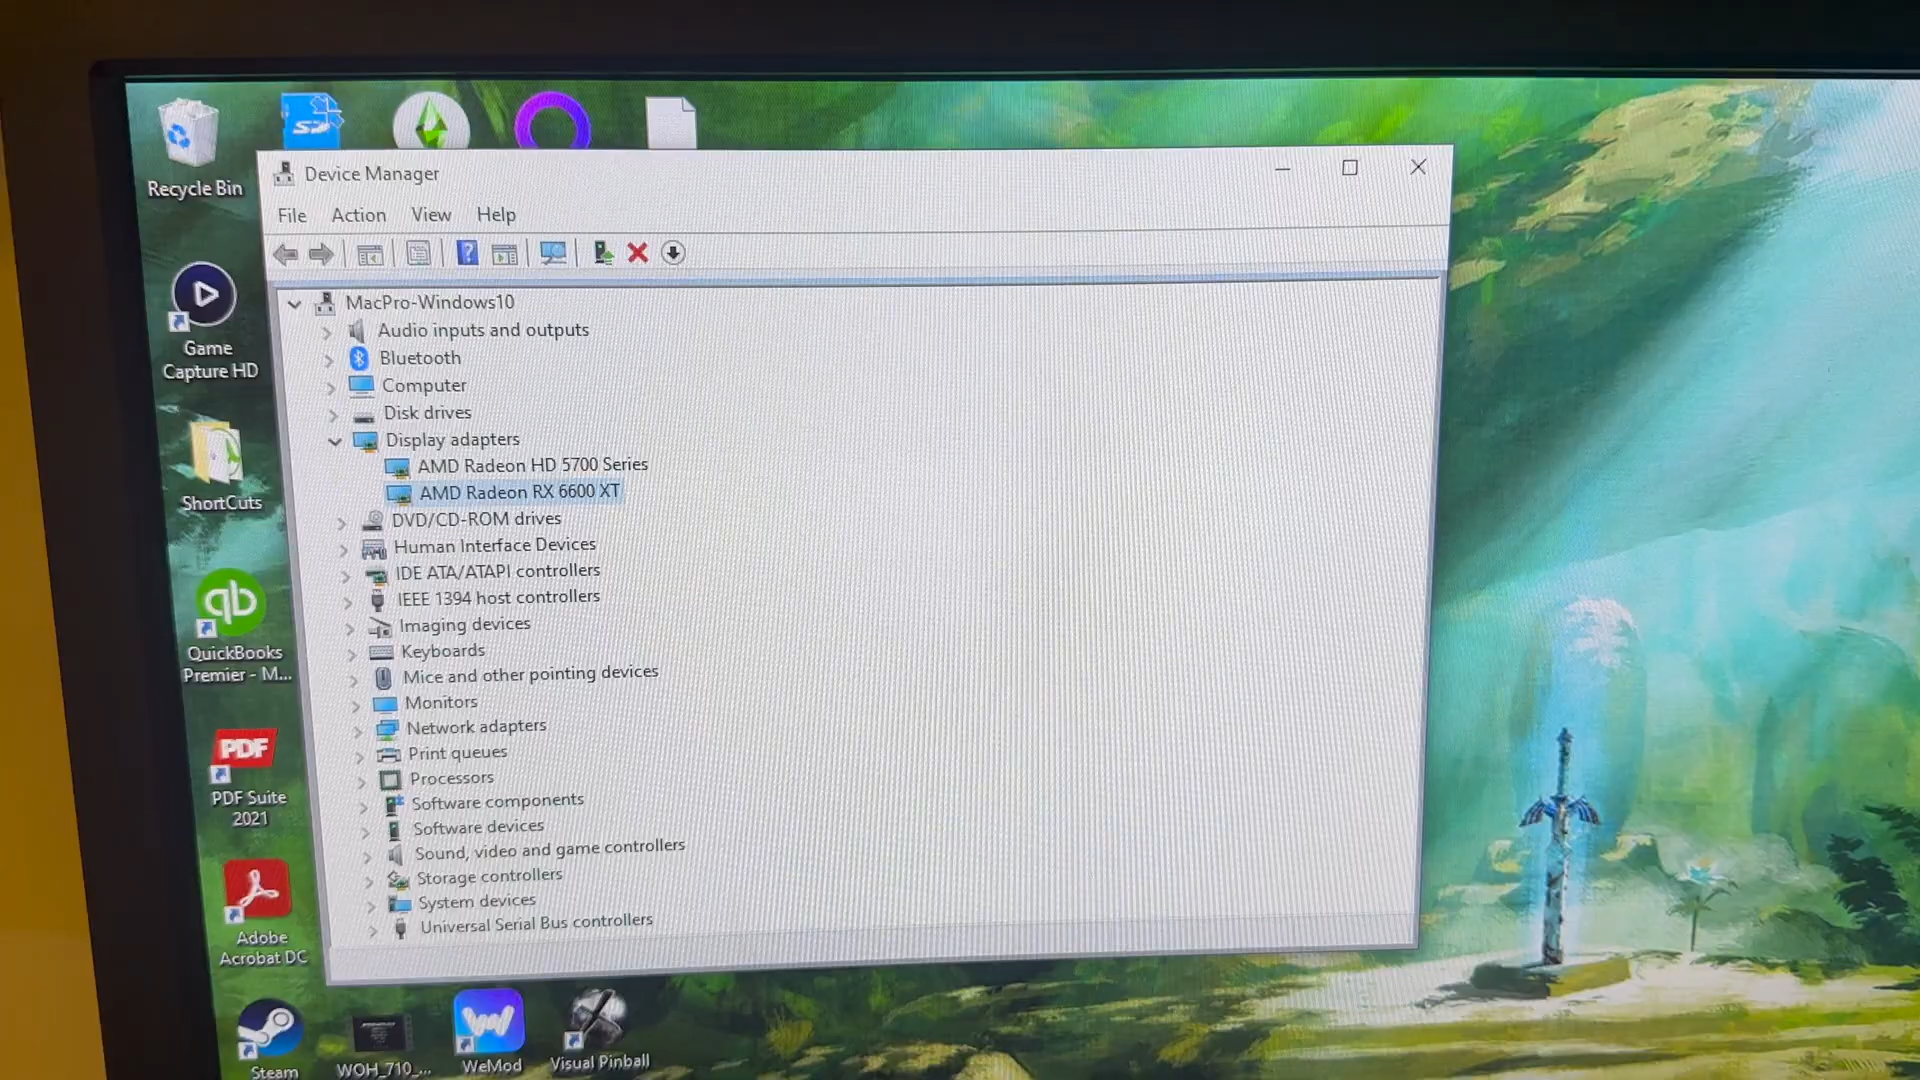 Recycle Bin
SD
Device Manager
File Action View Help
MacPro-Windows10
Audio inputs and outputs
Bluetooth
Computer
Disk drives
Display adapters
AMD Radeon HD 5700 Series
AMD Radeon RX 6600 XT
DVD/CD-ROM drives
Human Interface Devices
IDE ATA/ATAPI controllers
IEEE 1394 host controllers
Imaging devices
Keyboards
Mice and other pointing devices
Monitors
Network adapters
Print queues
Processors
Software components
Software devices
Sound, video and game controllers
Storage controllers
System devices
Universal Serial Bus controllers
Game
Capture HD
ShortCuts
qb
QuickBooks
Premier - M...
PDF
PDF Suite
2021
Adobe
Acrobat DC
Steam
WOH_710_...
WeMod
Visual Pinball